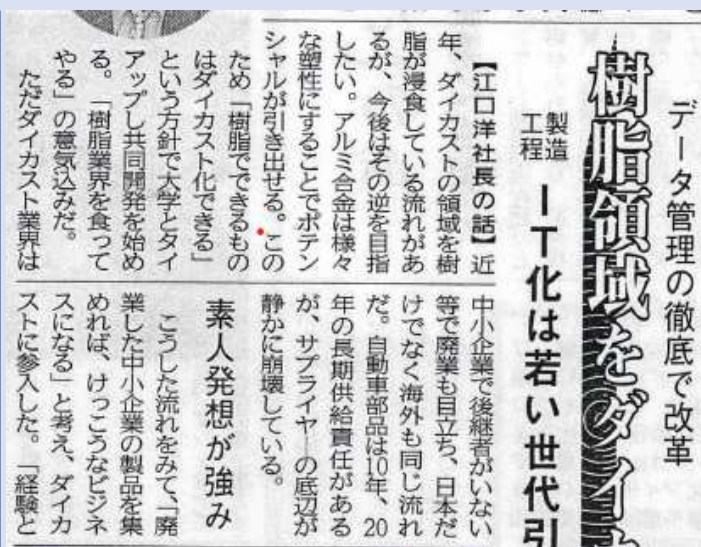 データ管理の徹底で改革
樹脂領域をダイカ
製造
工程
IT化は若い世代引
【江口洋社長の話】近
年、ダイカストの領域を樹
脂が浸食している流れがあ
るが、今後はその逆を目指
したい。アルミ合金は様々
な塑性にすることでポテン
シャルが引き出せる。この
ため「樹脂でできるもの
はダイカスト化できる」
という方針で大学とタイ
アップし共同開発を始め
る。「樹脂業界を食って
やる」の意気込みだ。
ただダイカスト業界は
中小企業で後継者がいない
等で廃業も目立ち、日本だ
けでなく海外も同じ流れ
だ。自動車部品は10年、20
年の長期供給責任がある
が、サプライヤーの底辺が
静かに崩壊している。
素人発想が強み
こうした流れをみて、「廃
業した中小企業の製品を集
めれば、けっこうなビジネ
スになる」と考え、ダイカ
ストに参入した。「経験と